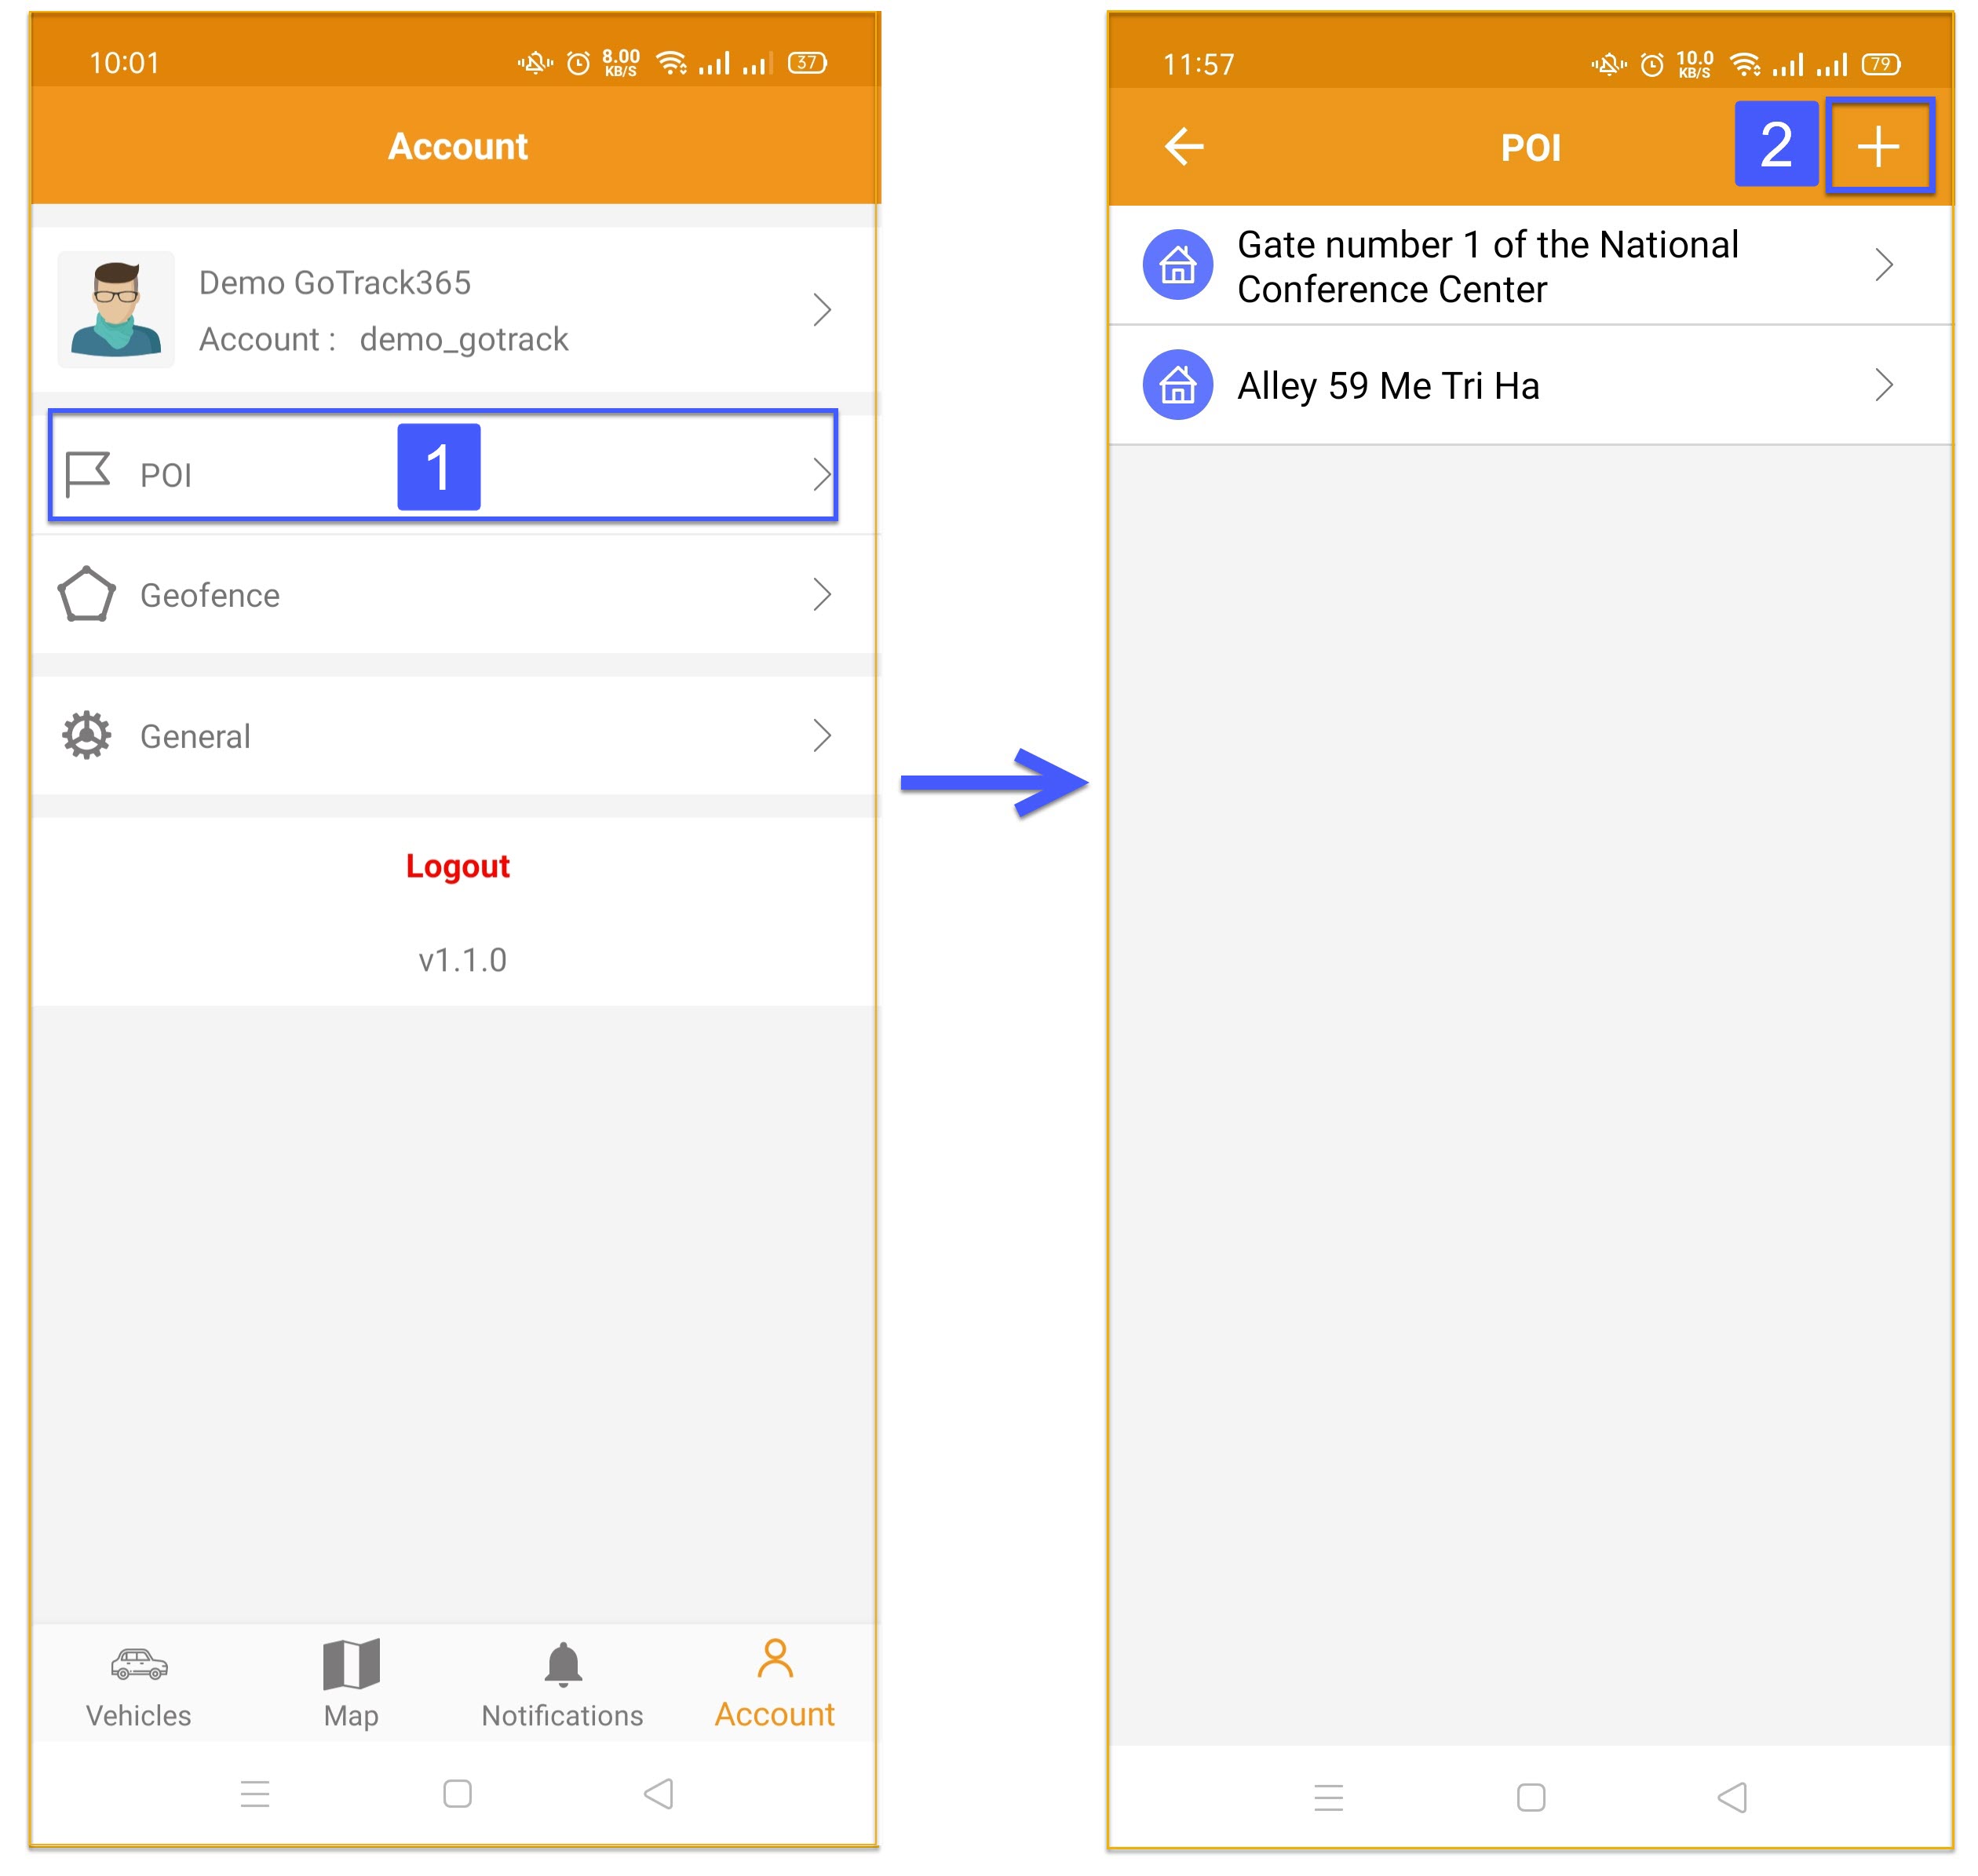 10:01
8.00
KB/S
37
Account
Demo GoTrack365
Account : demo_gotrack
1
POI
Geofence
General
Logout
v1.1.0
Vehicles
Map
Notifications
Account
11:57
10.0
KB/S
79
POI
2
Gate number 1 of the National
Conference Center
Alley 59 Me Tri Ha